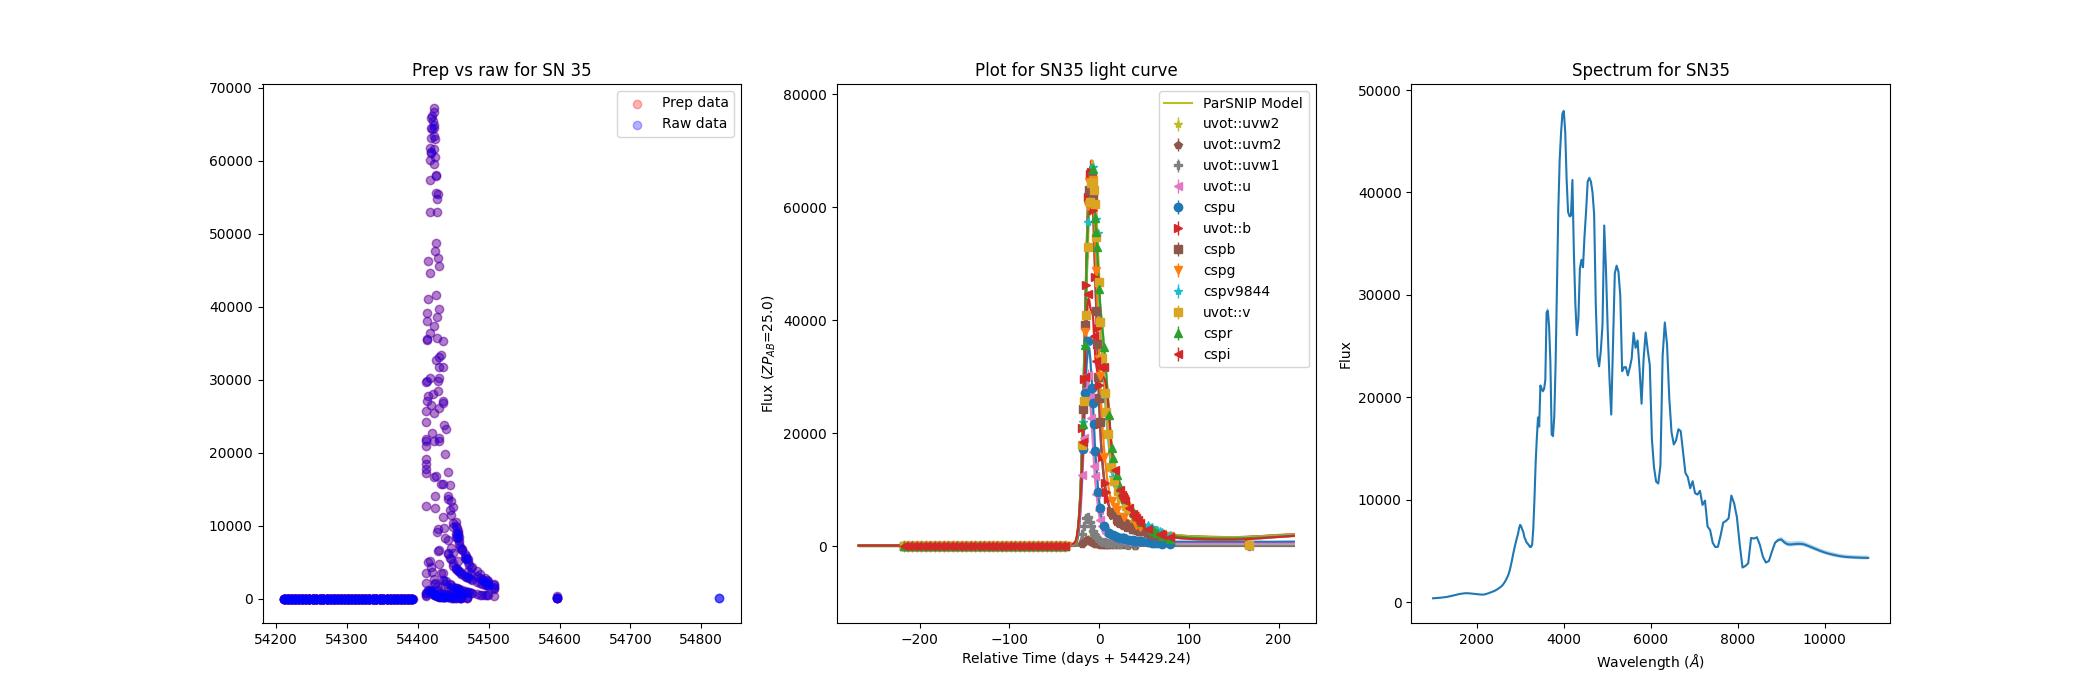 Prep vs raw for SN 35
70000
60000
50000
40000
30000
20000
10000
0
54200 54300 54400 54500 54600 54700 54800
Prep data
Raw data
Plot for SN35 light curve
Flux (ZP_AB=25.0)
80000
60000
40000
20000
0
−200 −100 0 100 200
Relative Time (days + 54429.24)
ParSNIP Model
uvot::uvw2
uvot::uvm2
uvot::uvw1
uvot::u
cspu
uvot::b
cspb
cspg
cspv9844
uvot::v
cspr
cspi
Spectrum for SN35
Flux
50000
40000
30000
20000
10000
0
2000 4000 6000 8000 10000
Wavelength (Å)